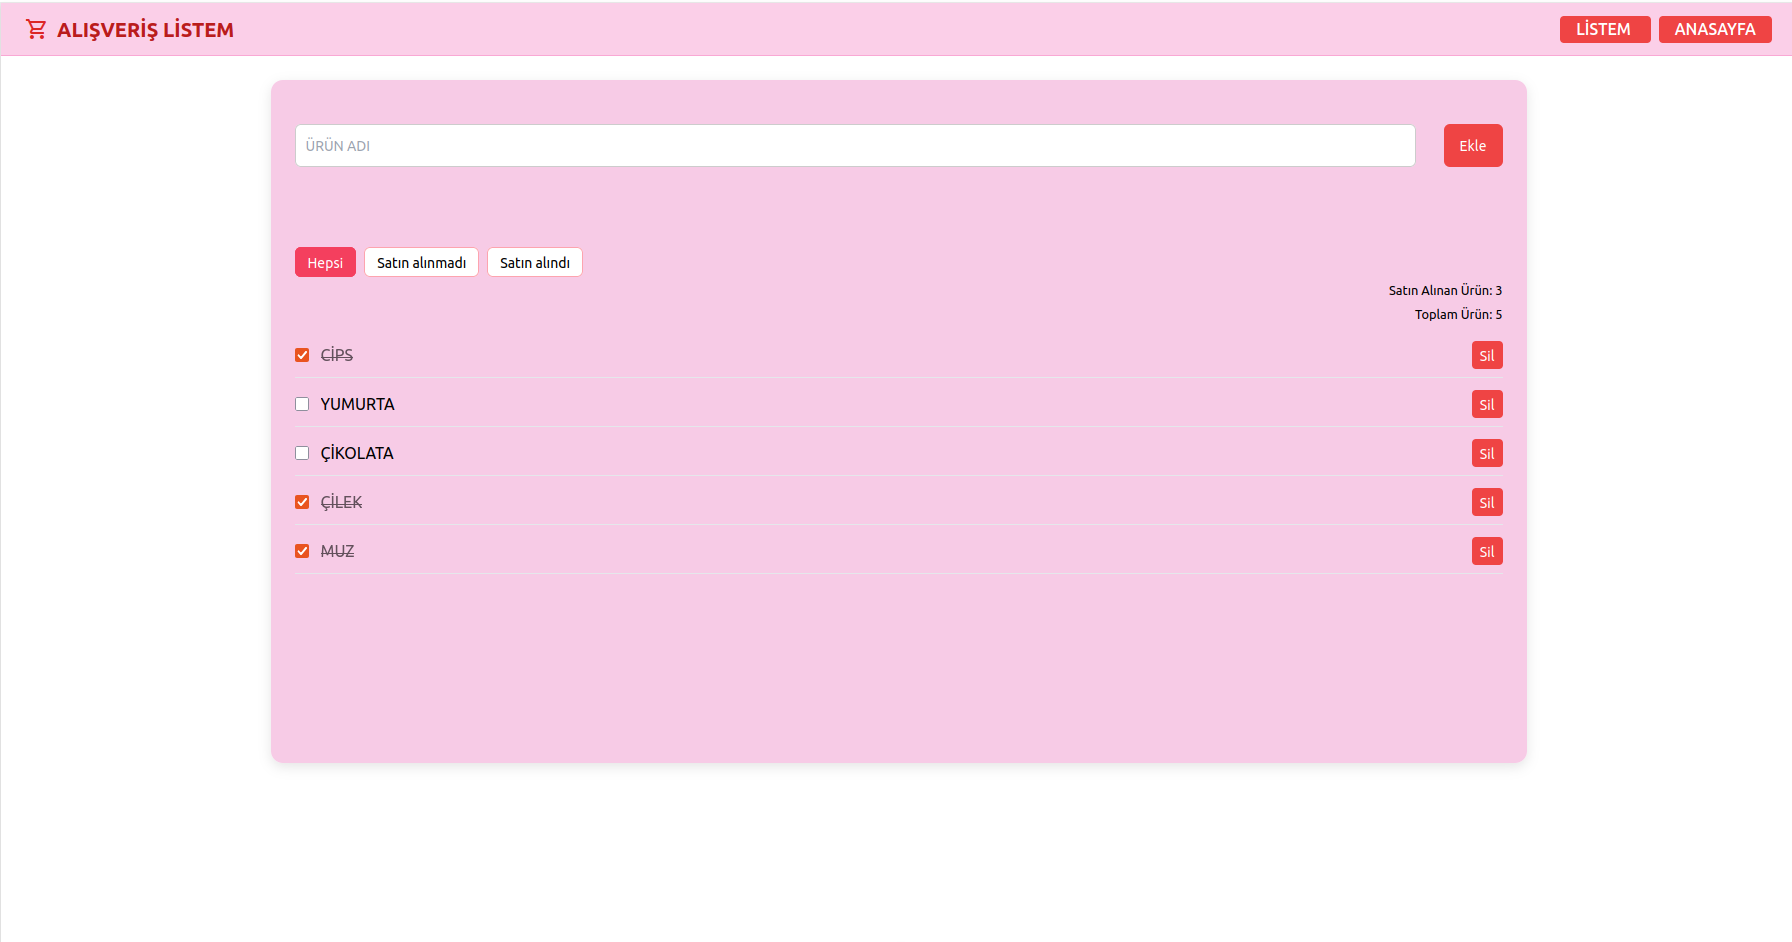 ALIŞVERİŞ LİSTEM
LİSTEM ANASAYFA
ÜRÜN ADI
Ekle
Hepsi Satın alınmadı Satın alındı
Satın Alınan Ürün: 3
Toplam Ürün: 5
CİPS Sil
YUMURTA Sil
ÇİKOLATA Sil
ÇİLEK Sil
MUZ Sil